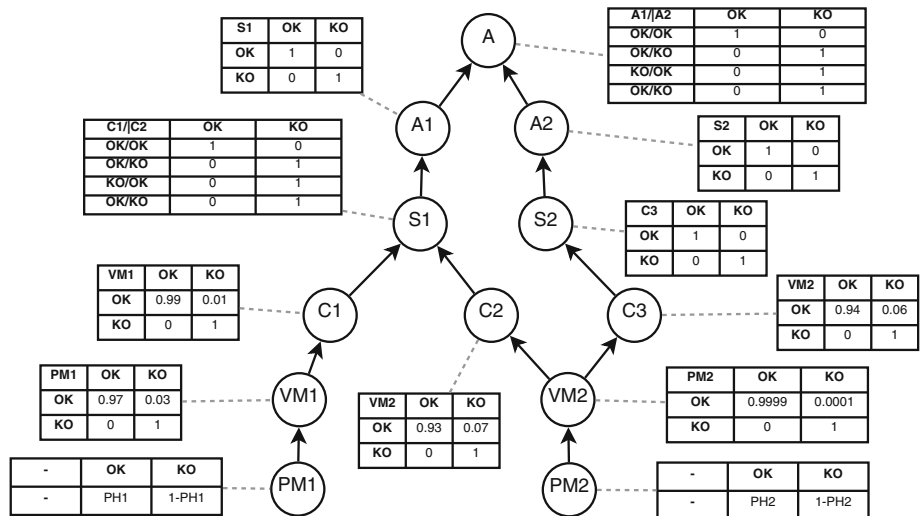 S1 OK KO
OK 1 0
KO 0 1
A
A1/|A2 OK KO
OK/OK 1 0
OK/KO 0 1
KO/OK 0 1
OK/KO 0 1
A1
A2
C1/|C2 OK KO
OK/OK 1 0
OK/KO 0 1
KO/OK 0 1
OK/KO 0 1
S2 OK KO
OK 1 0
KO 0 1
S1
S2
C3 OK KO
OK 1 0
KO 0 1
VM1 OK KO
OK 0.99 0.01
KO 0 1
C1
C2
C3
VM2 OK KO
OK 0.94 0.06
KO 0 1
PM1 OK KO
OK 0.97 0.03
KO 0 1
VM1
VM2 OK KO
OK 0.93 0.07
KO 0 1
VM2
PM2 OK KO
OK 0.9999 0.0001
KO 0 1
- OK KO
- PH1 1-PH1
PM1
PM2
- OK KO
- PH2 1-PH2